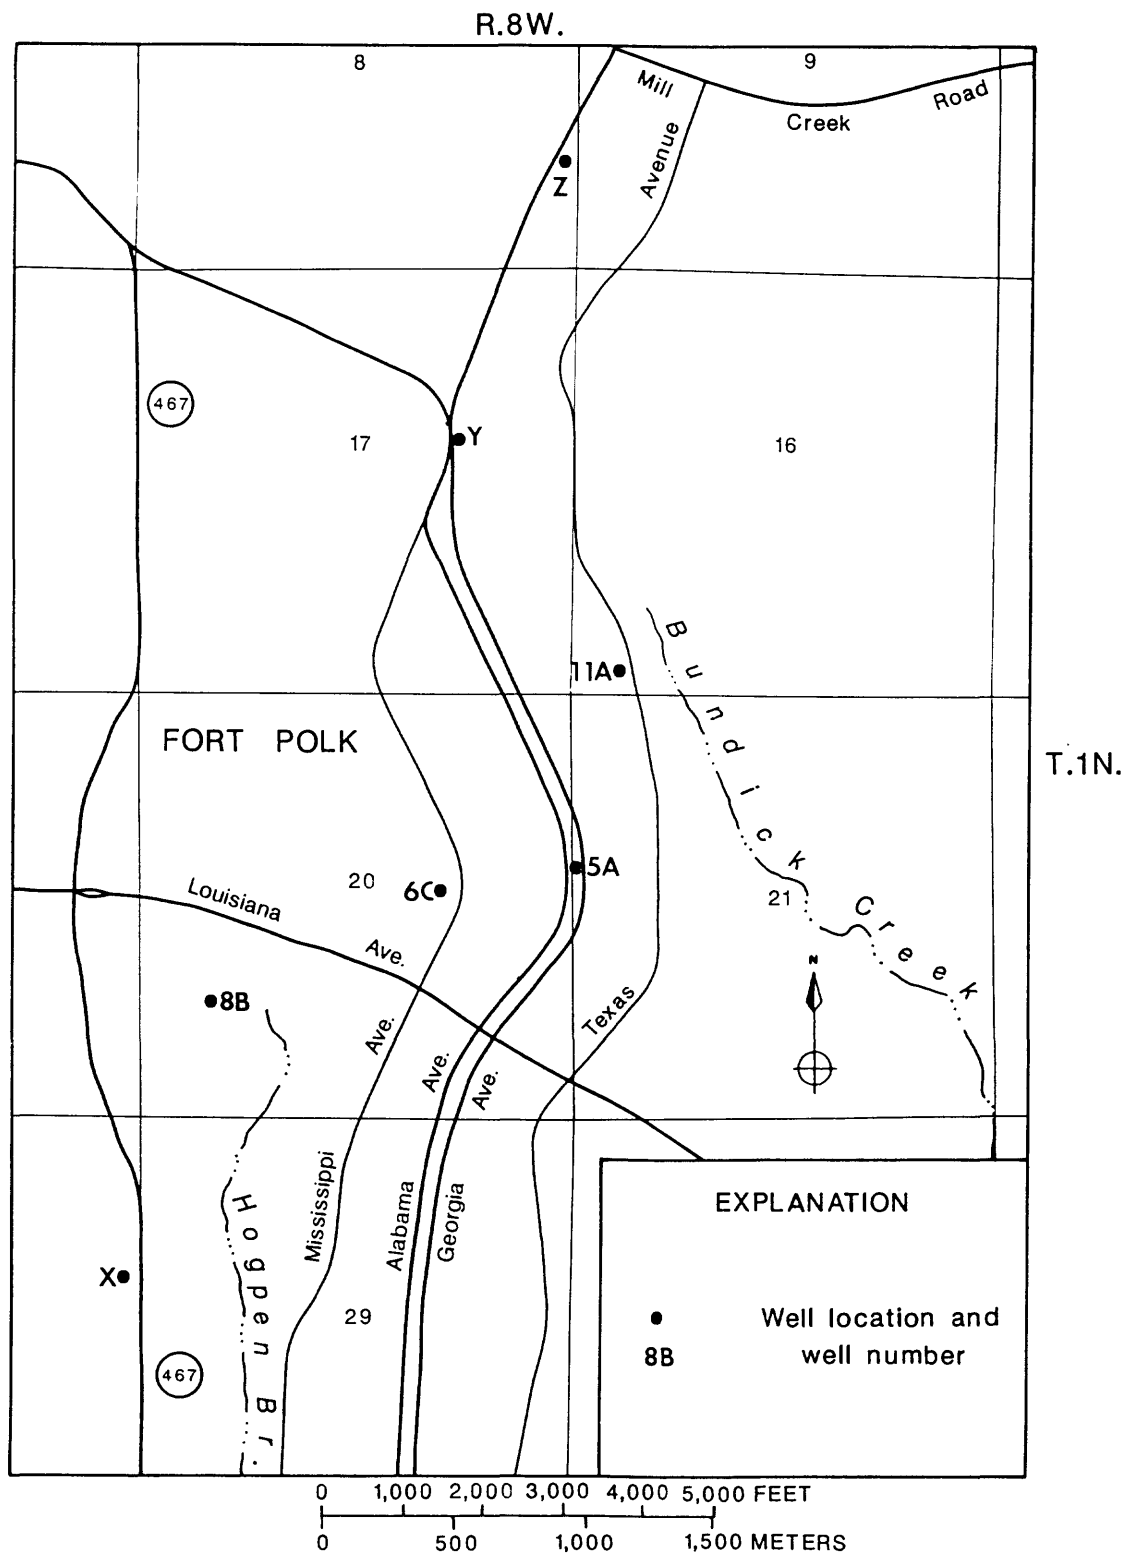 R.8W.
8
9
Mill
Creek
Road
Avenue
Z
467
17
Y
16
Bundick
11A
FORT POLK
T.1N.
5A
20
6C
Louisiana
21
Creek
Ave.
N
8B
Texas
Ave.
Ave.
Ave.
Mississippi
Alabama
Georgia
EXPLANATION
Hogpen Br.
X
29
Well location and
8B well number
467
0 1,000 2,000 3,000 4,000 5,000 FEET
0 500 1,000 1,500 METERS